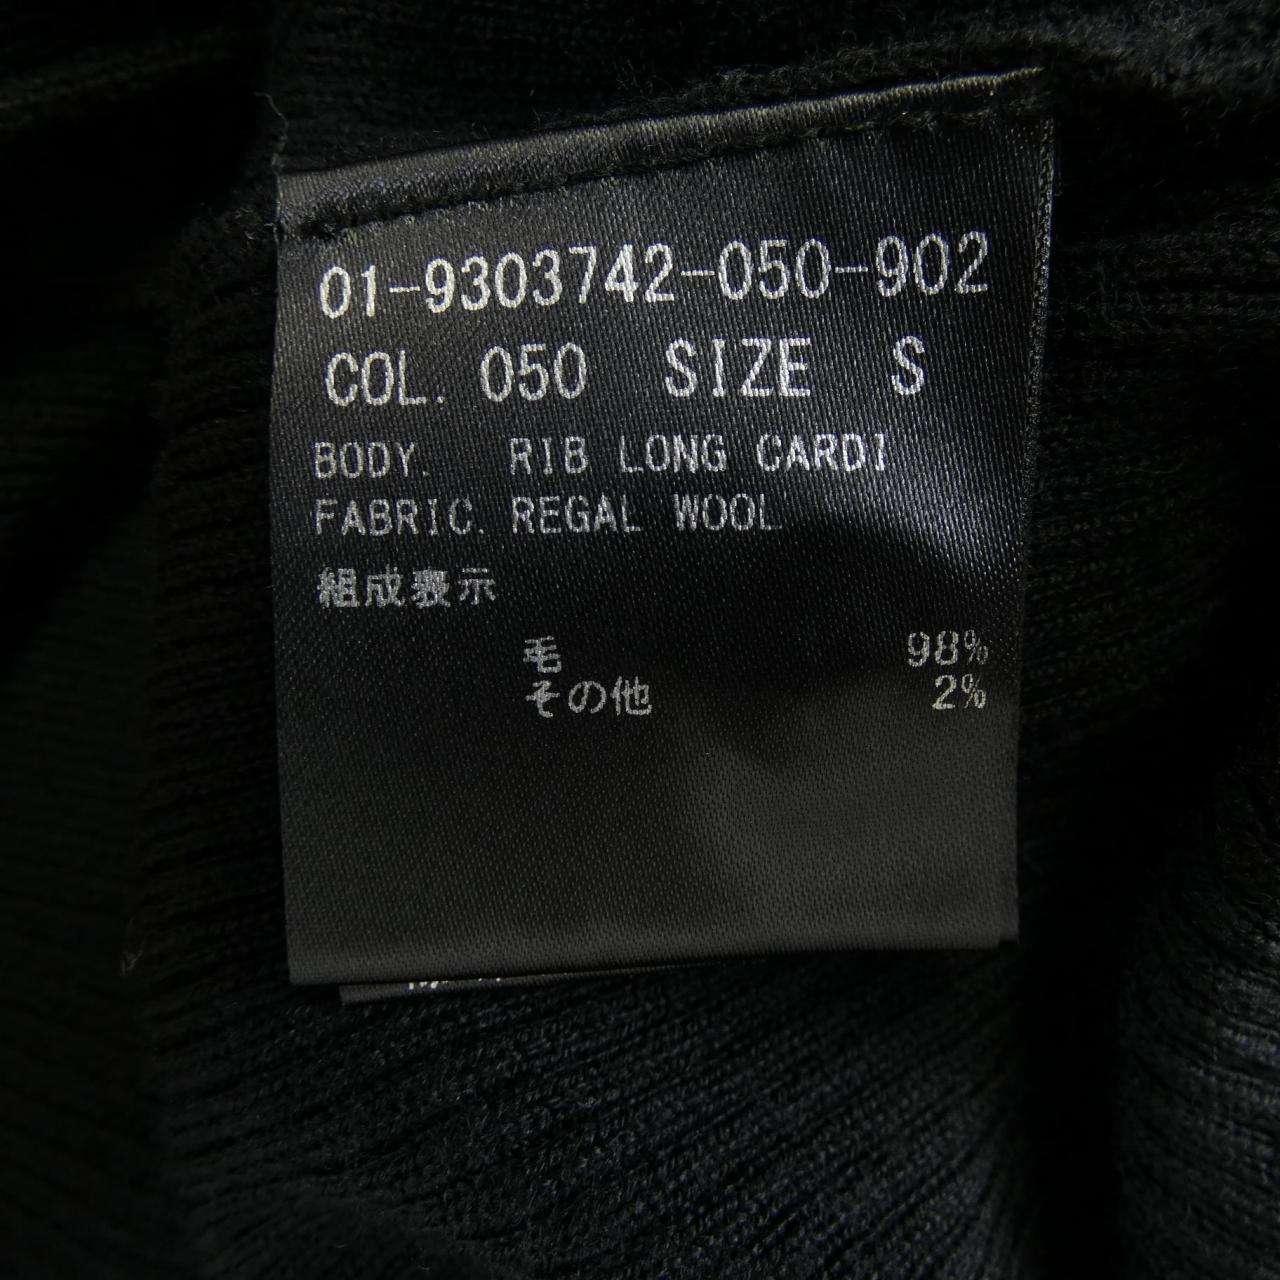 01-9303742-050-902
COL. 050 SIZE S
BODY. RIB LONG CARDI
FABRIC. REGAL WOOL
組成表示
毛 98%
その他 2%